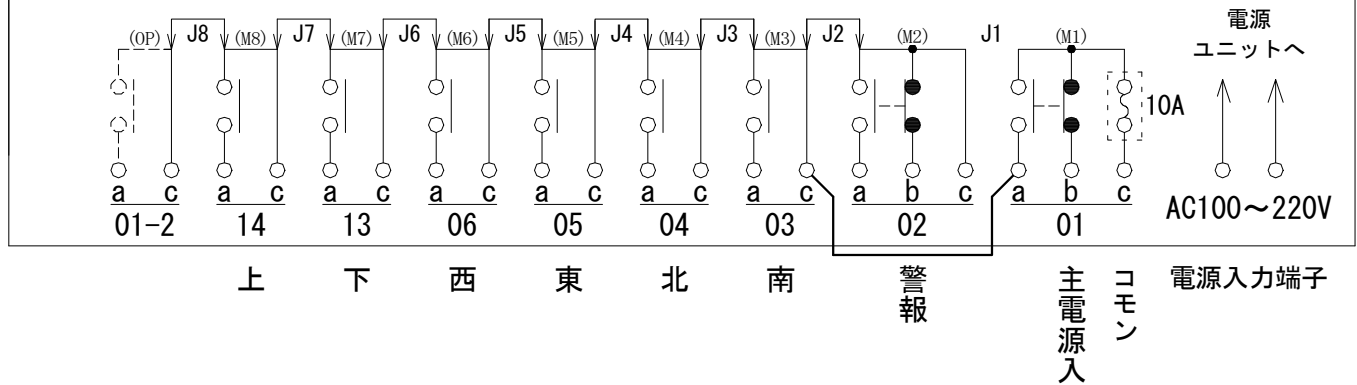 電源
ユニットへ
(OP) J8 (M8) J7 (M7) J6 (M6) J5 (M5) J4 (M4) J3 (M3) J2 (M2) J1 (M1)
10A
a c a c a c a c a c a c a c a b c a b c
AC100～220V
01-2 14 13 06 05 04 03 02 01
上 下 西 東 北 南 警報 主電源入 コモン 電源入力端子